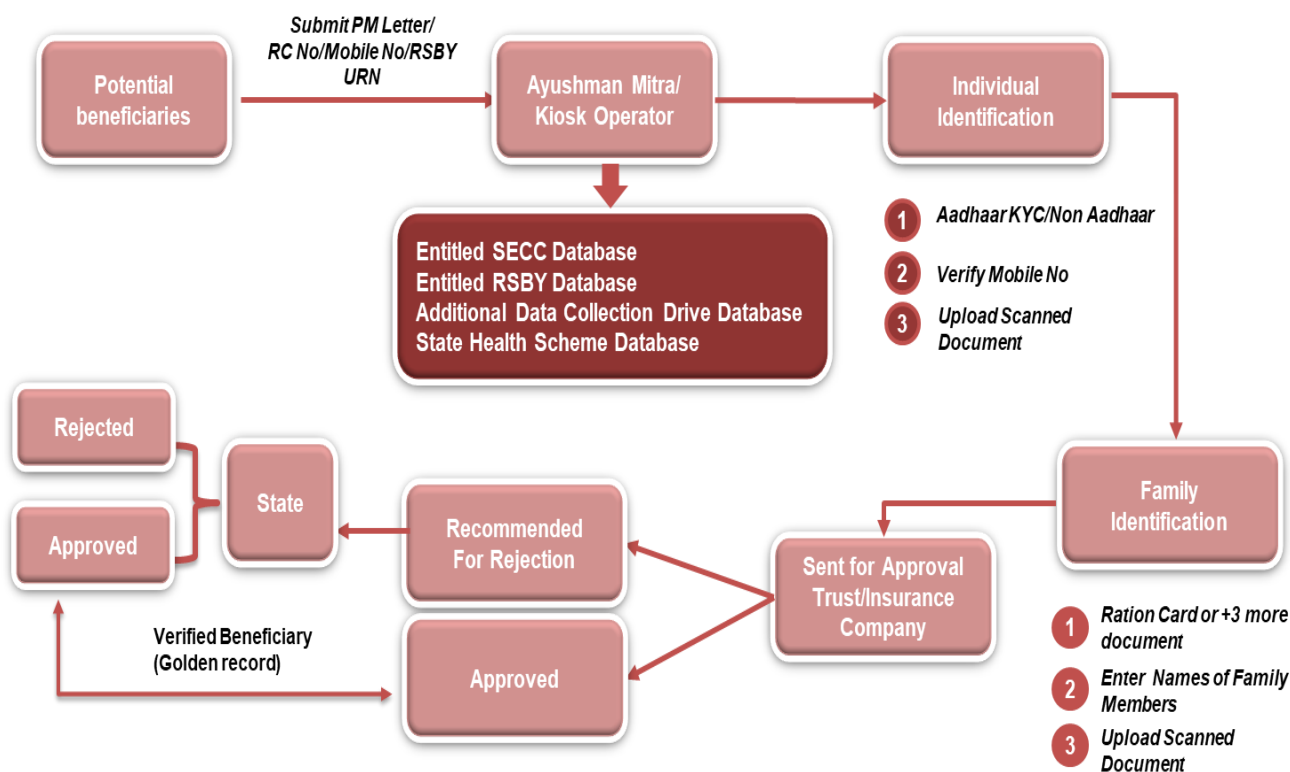 Submit PM Letter/
RC No/Mobile No/RSBY
URN
Potential
beneficiaries
Ayushman Mitra/
Kiosk Operator
Individual
Identification
Entitled SECC Database
Entitled RSBY Database
Additional Data Collection Drive Database
State Health Scheme Database
1 Aadhaar KYC/Non Aadhaar
2 Verify Mobile No
3 Upload Scanned
Document
Family
Identification
1 Ration Card or +3 more
document
2 Enter Names of Family
Members
3 Upload Scanned
Document
Sent for Approval
Trust/Insurance
Company
Recommended
For Rejection
Approved
State
Rejected
Approved
Verified Beneficiary
(Golden record)